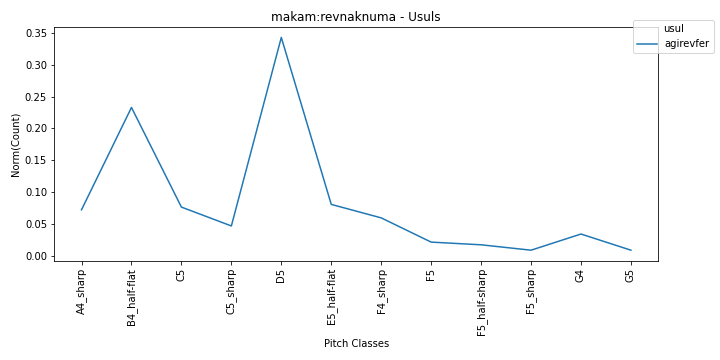 makam:revnaknuma - Usuls
usul
agirevfer
Norm(Count)
0.35
0.30
0.25
0.20
0.15
0.10
0.05
0.00
A4_sharp
B4_half-flat
C5
C5_sharp
D5
E5_half-flat
F4_sharp
F5
F5_half-sharp
F5_sharp
G4
G5
Pitch Classes